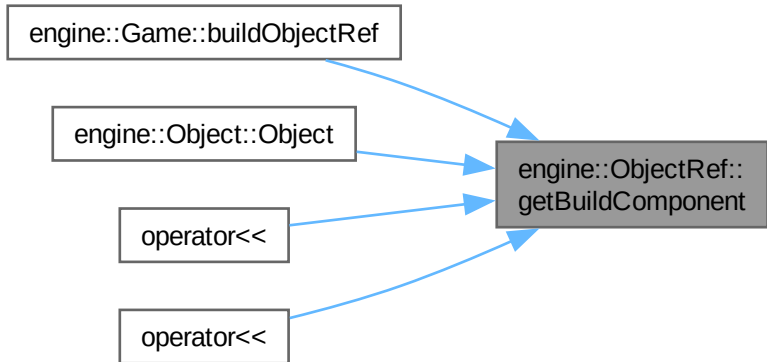 engine::Game::buildObjectRef
engine::Object::Object
engine::ObjectRef::
getBuildComponent
operator<<
operator<<